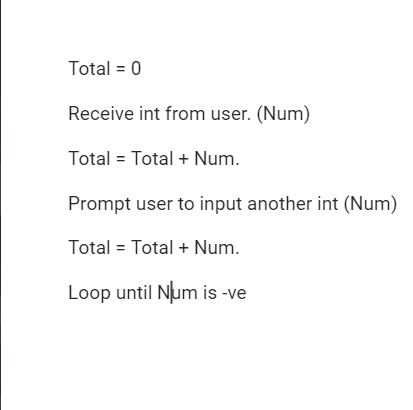 Total = 0
Receive int from user. (Num)
Total = Total + Num.
Prompt user to input another int (Num)
Total = Total + Num.
Loop until Num is -ve